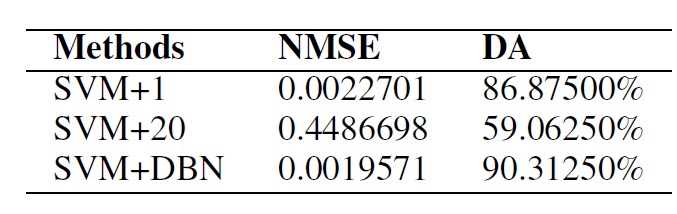 Methods NMSE DA
SVM+1 0.0022701 86.87500%
SVM+20 0.4486698 59.06250%
SVM+DBN 0.0019571 90.31250%